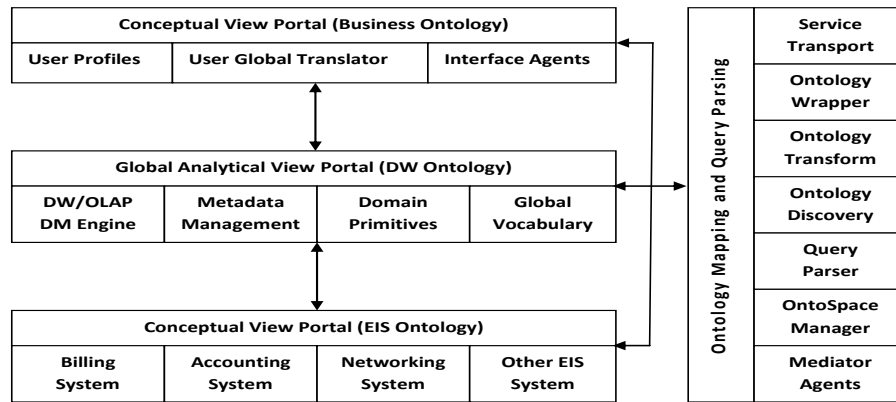 Conceptual View Portal (Business Ontology)
User Profiles
User Global Translator
Interface Agents
Global Analytical View Portal (DW Ontology)
DW/OLAP
DM Engine
Metadata
Management
Domain
Primitives
Global
Vocabulary
Conceptual View Portal (EIS Ontology)
Billing
System
Accounting
System
Networking
System
Other EIS
System
Ontology Mapping and Query Parsing
Service
Transport
Ontology
Wrapper
Ontology
Transform
Ontology
Discovery
Query
Parser
OntoSpace
Manager
Mediator
Agents